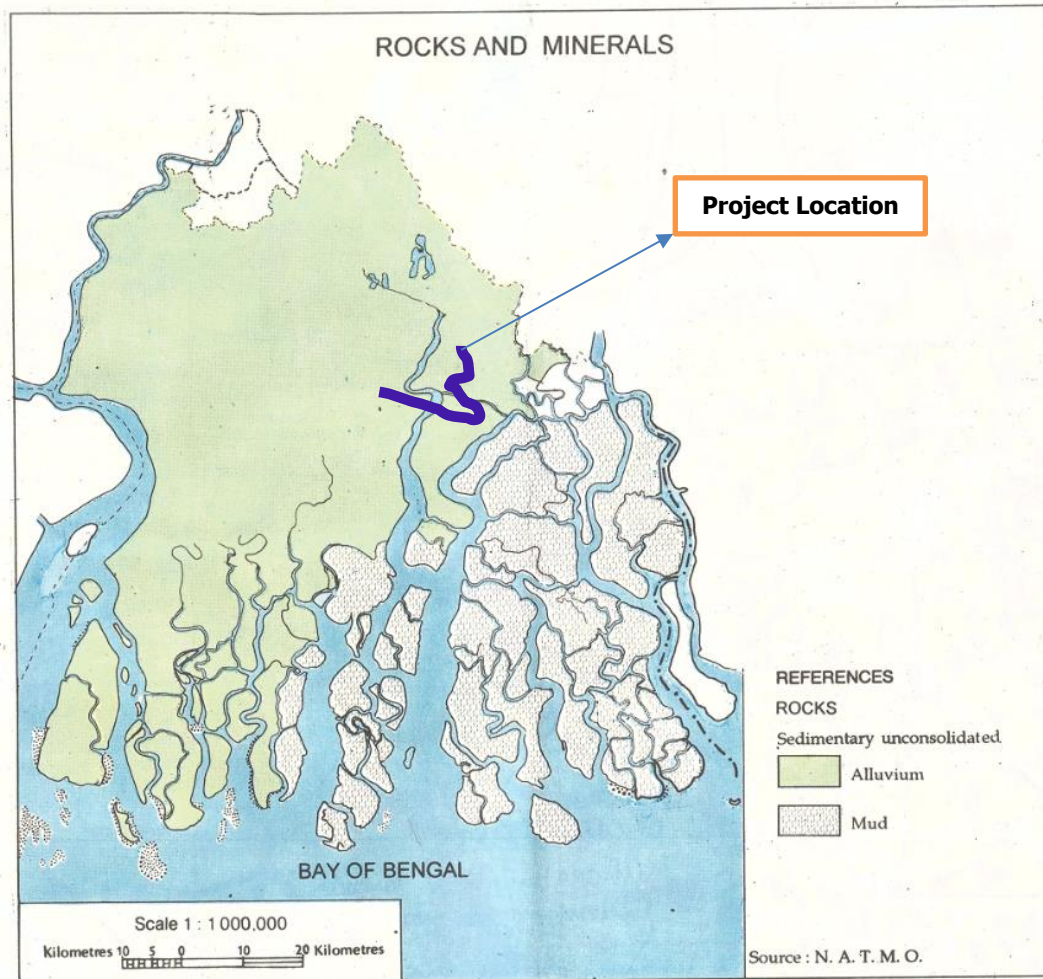 ROCKS AND MINERALS
Project Location
REFERENCES
ROCKS
Sedimentary unconsolidated
Alluvium
Mud
BAY OF BENGAL
Scale 1 : 1000,000
Kilometres 10 5 0 10 20 Kilometres
Source : N. A. T. M. O.